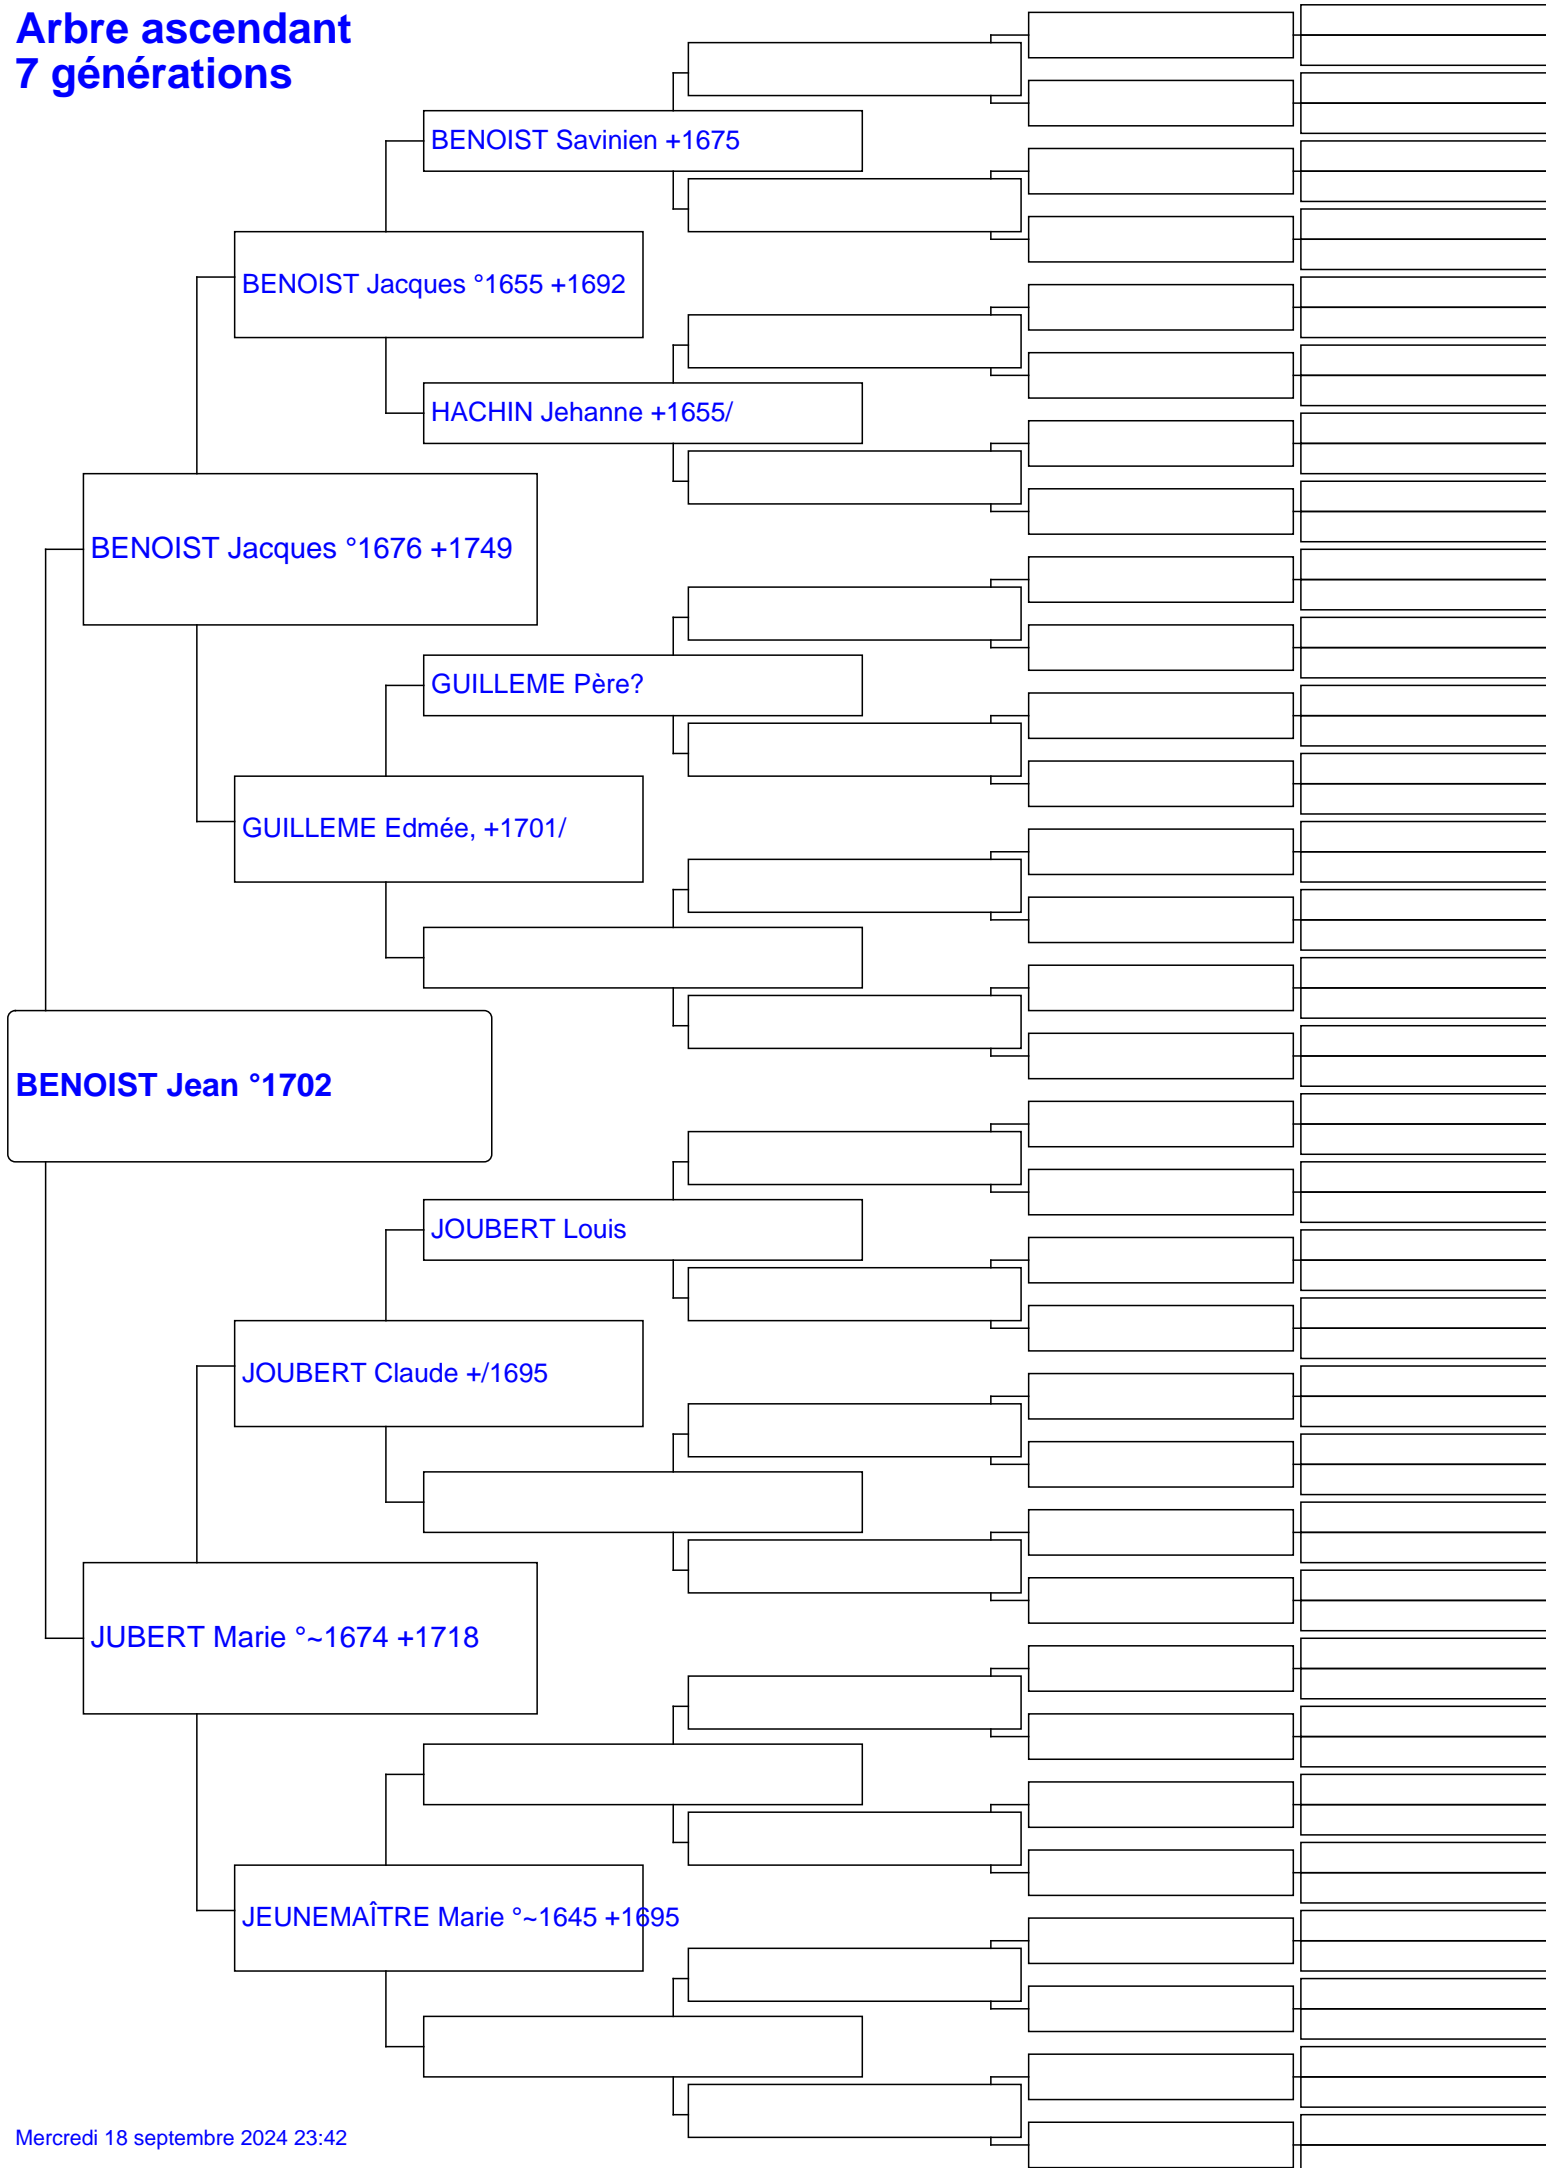 Arbre ascendant
7 générations
BENOIST Savinien +1675
BENOIST Jacques °1655 +1692
HACHIN Jehanne +1655/
BENOIST Jacques °1676 +1749
GUILLEME Père?
GUILLEME Edmée, +1701/
BENOIST Jean °1702
JOUBERT Louis
JOUBERT Claude +/1695
JUBERT Marie °~1674 +1718
JEUNEMAÎTRE Marie °~1645 +1695
Mercredi 18 septembre 2024 23:42